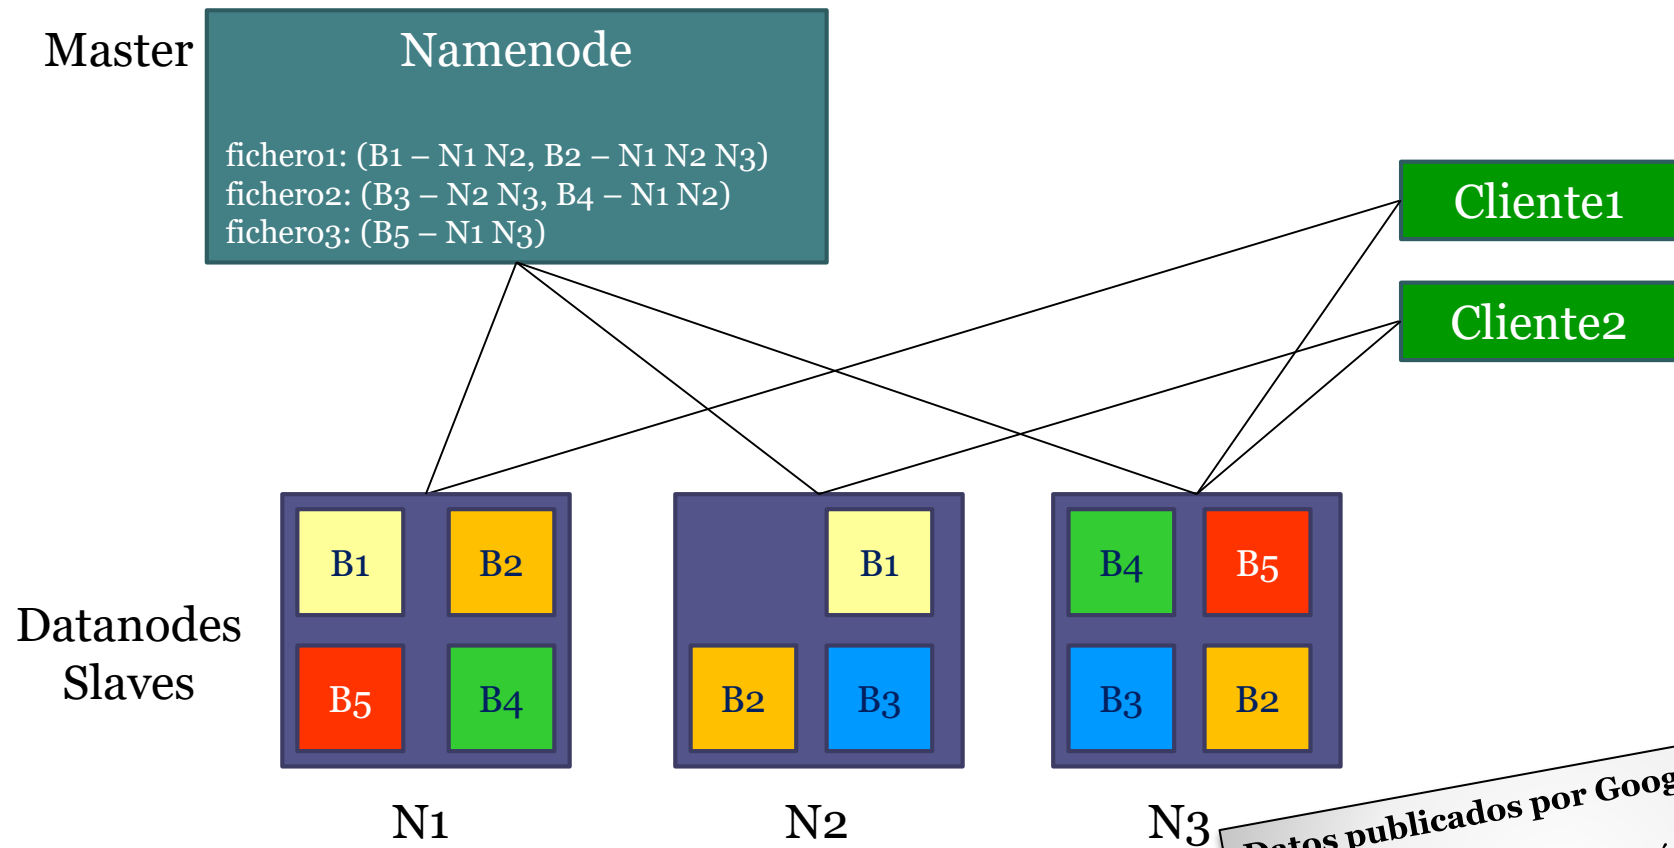 Master
Namenode
fichero1: (B1 – N1 N2, B2 – N1 N2 N3)
fichero2: (B3 – N2 N3, B4 – N1 N2)
fichero3: (B5 – N1 N3)
Cliente1
Cliente2
Datanodes
Slaves
B1 B2
B5 B4
B1
B2 B3
B4 B5
B3 B2
N1
N2
N3
Datos publicados por